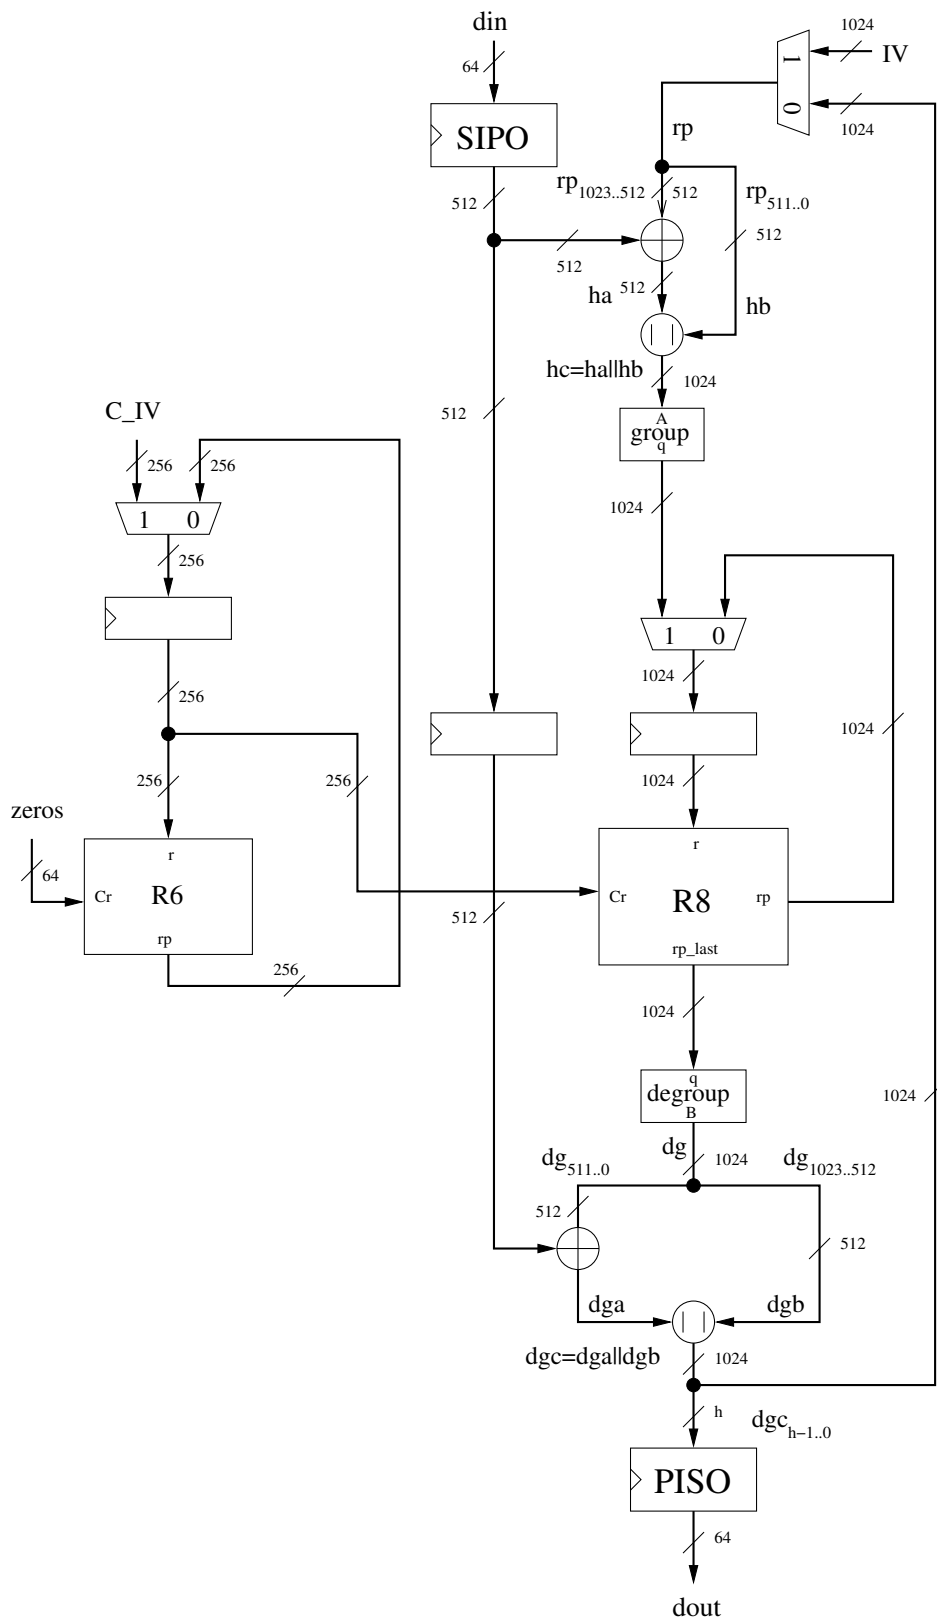 din
1024
IV
64
1
0
SIPO
1024
rp
512
rp1023..512
512
rp511..0
512
512
ha
512
hb
hc=ha||hb
1024
C_IV
512
A
group
q
256
256
1 0
1024
256
1 0
1024
256
1024
256
256
1024
zeros
64
r
Cr
R6
rp
r
Cr
R8
rp
rp_last
512
256
1024
q
degroup
B
1024
dg
1024
dg511..0
dg1023..512
512
512
dga
dgb
dgc=dga||dgb
1024
h
dgch−1..0
PISO
64
dout